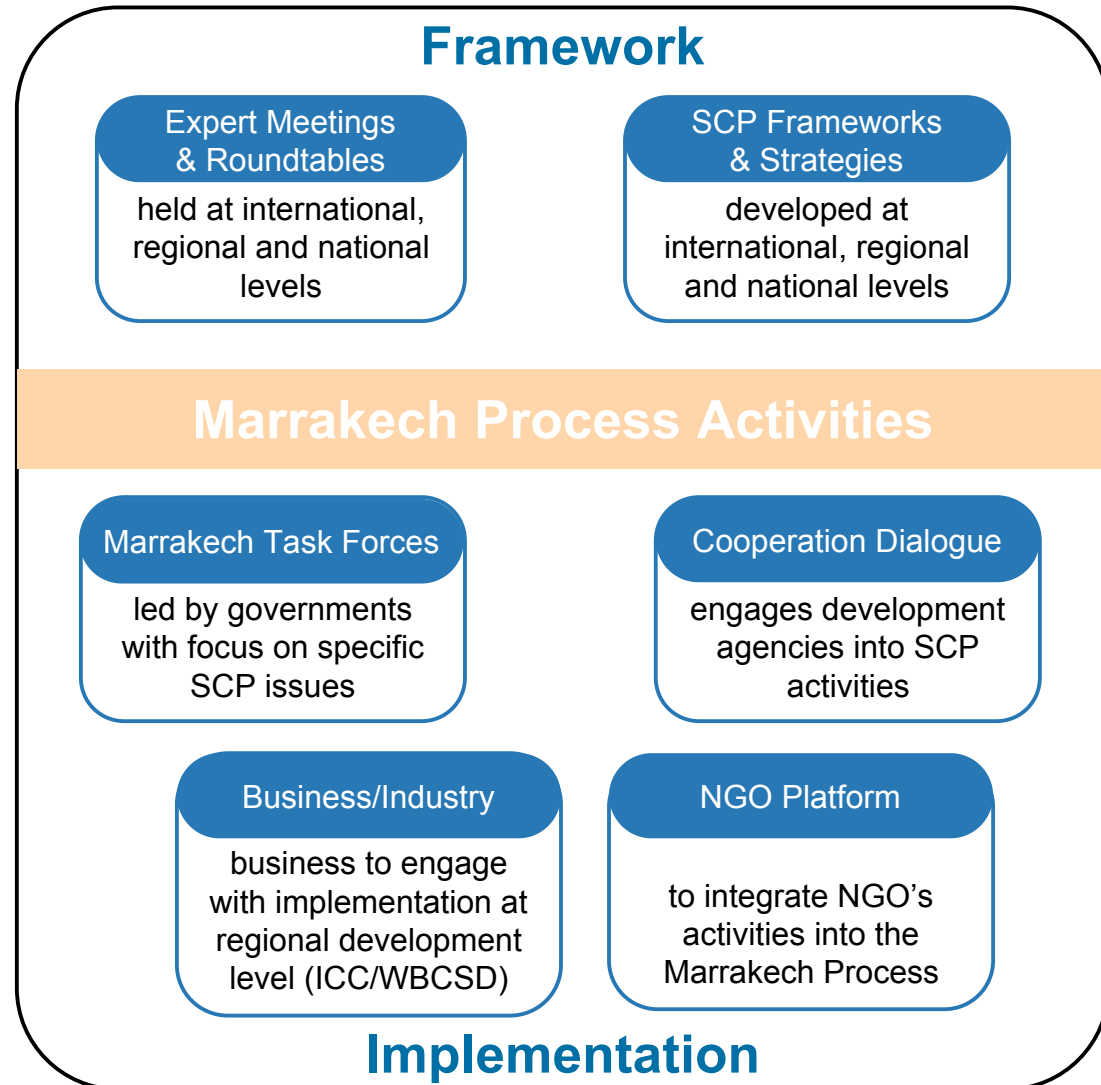 Framework
Expert Meetings
& Roundtables
held at international,
regional and national
levels
SCP Frameworks
& Strategies
developed at
international, regional
and national levels
Marrakech Process Activities
Marrakech Task Forces
led by governments
with focus on specific
SCP issues
Cooperation Dialogue
engages development
agencies into SCP
activities
Business/Industry
business to engage
with implementation at
regional development
level (ICC/WBCSD)
NGO Platform
to integrate NGO’s
activities into the
Marrakech Process
Implementation